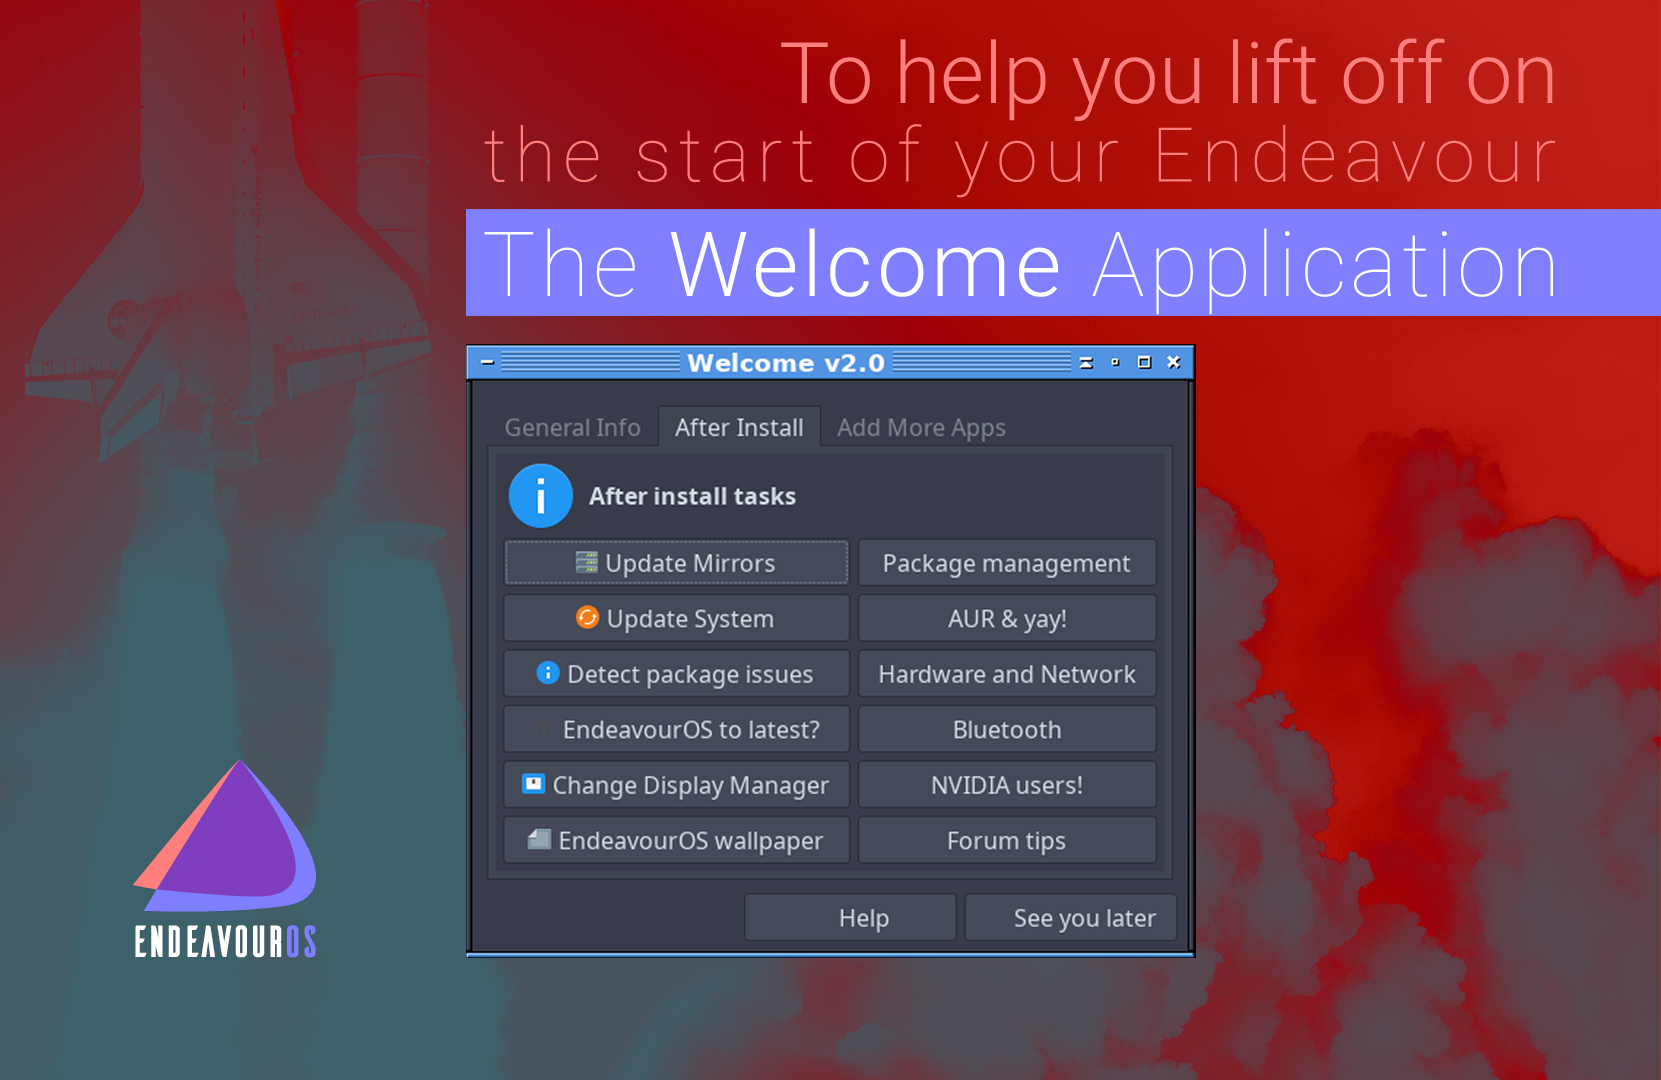 To help you lift off on
the start of your Endeavour
The Welcome Application
Welcome v2.0
General Info After Install Add More Apps
After install tasks
Update Mirrors Package management
Update System AUR & yay!
Detect package issues Hardware and Network
EndeavourOS to latest? Bluetooth
Change Display Manager NVIDIA users!
EndeavourOS wallpaper Forum tips
Help See you later
ENDEAVOUROS
United States
Endeavour